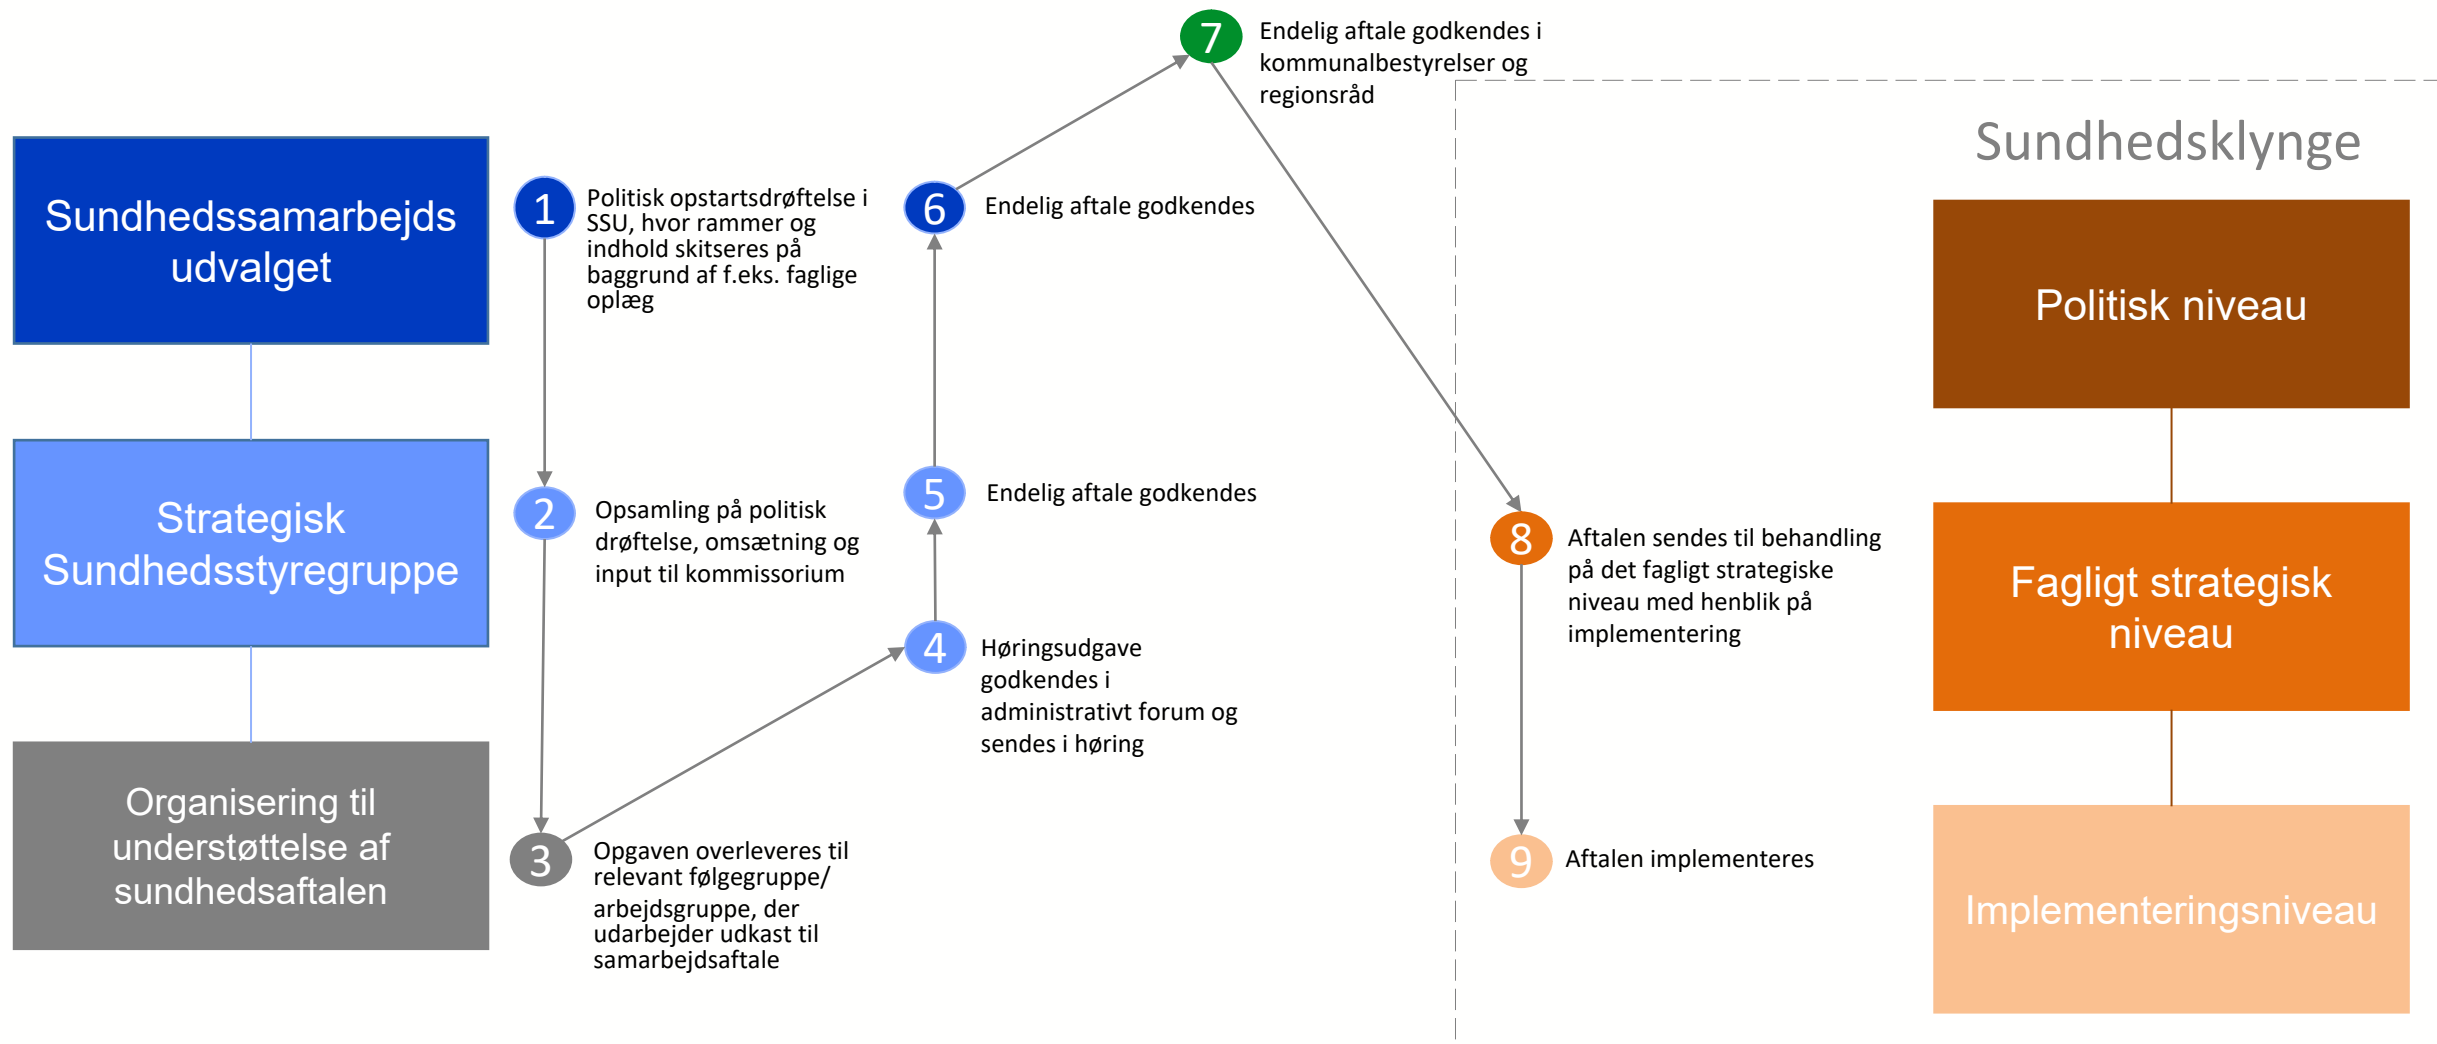 7
Endelig aftale godkendes i
kommunalbestyrelser og
regionsråd
Sundhedsklynge
Sundhedssamarbejds
udvalget
1
Politisk opstartsdrøftelse i
SSU, hvor rammer og
indhold skitseres på
baggrund af f.eks. faglige
oplæg
6
Endelig aftale godkendes
Politisk niveau
Strategisk
Sundhedsstyregruppe
2
Opsamling på politisk
drøftelse, omsætning og
input til kommissorium
5
Endelig aftale godkendes
4
Høringsudgave
godkendes i
administrativt forum og
sendes i høring
8
Aftalen sendes til behandling
på det fagligt strategiske
niveau med henblik på
implementering
Fagligt strategisk
niveau
Organisering til
understøttelse af
sundhedsaftalen
3
Opgaven overleveres til
relevant følgegruppe/
arbejdsgruppe, der
udarbejder udkast til
samarbejdsaftale
9
Aftalen implementeres
Implementeringsniveau